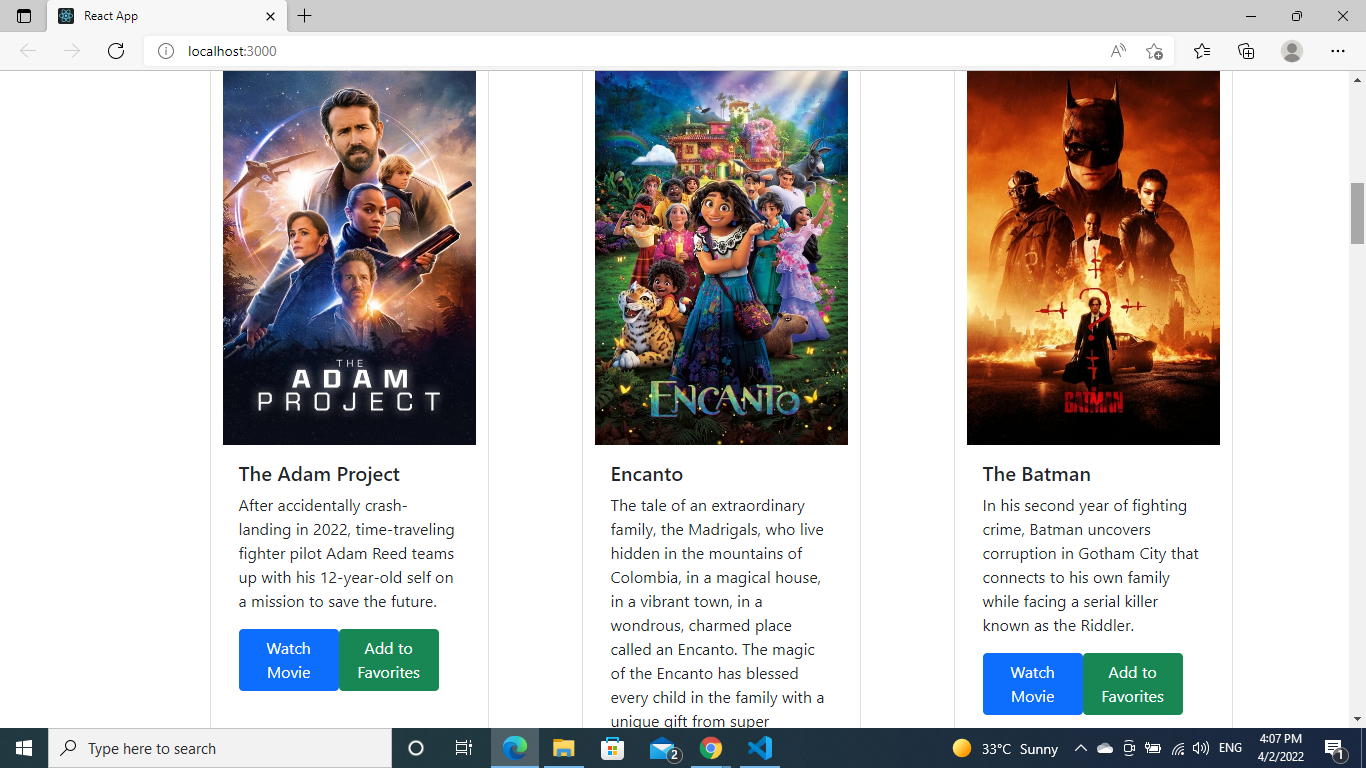 React App
localhost:3000
THE
ADAM
PROJECT
ENCANTO
THE
BATMAN
The Adam Project
After accidentally crash-
landing in 2022, time-traveling
fighter pilot Adam Reed teams
up with his 12-year-old self on
a mission to save the future.
Watch
Movie
Add to
Favorites
Encanto
The tale of an extraordinary
family, the Madrigals, who live
hidden in the mountains of
Colombia, in a magical house,
in a vibrant town, in a
wondrous, charmed place
called an Encanto. The magic
of the Encanto has blessed
every child in the family with a
unique gift from super
The Batman
In his second year of fighting
crime, Batman uncovers
corruption in Gotham City that
connects to his own family
while facing a serial killer
known as the Riddler.
Watch
Movie
Add to
Favorites
Type here to search
2
33°C Sunny
ENG
4:07 PM
4/2/2022
1